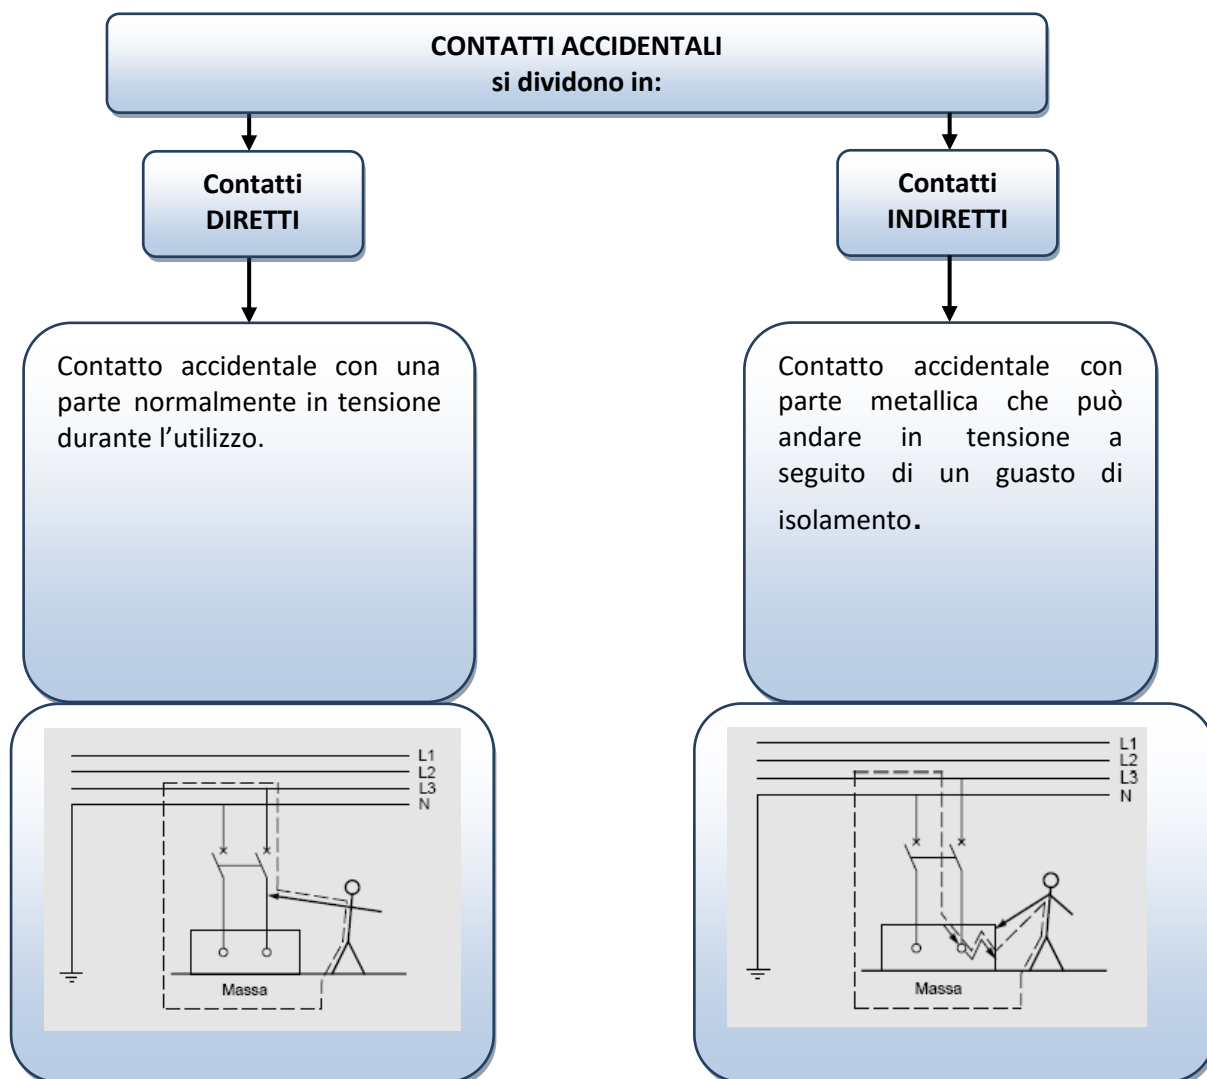 CONTATTI ACCIDENTALI
si dividono in:
Contatti
DIRETTI
Contatti
INDIRETTI
Contatto accidentale con una
parte normalmente in tensione
durante l’utilizzo.
Contatto accidentale con
parte metallica che può
andare in tensione a
seguito di un guasto di
isolamento.
L1
L2
L3
N
Massa
L1
L2
L3
N
Massa